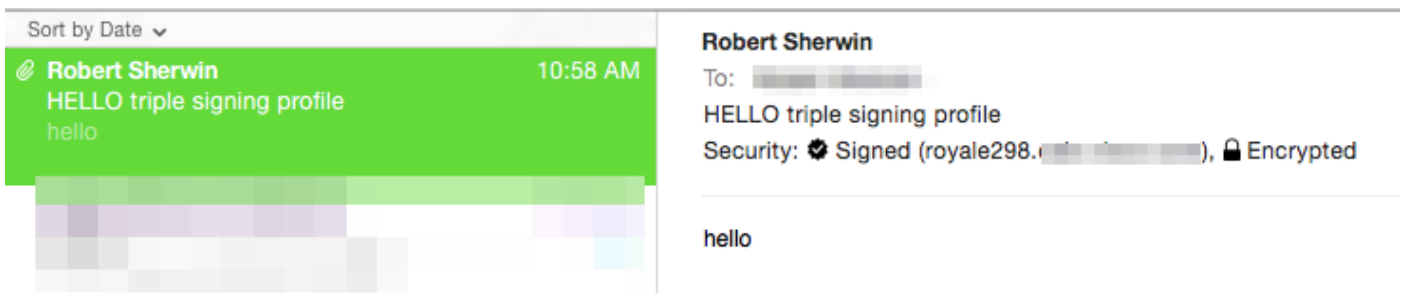 Sort by Date
Robert Sherwin 10:58 AM
HELLO triple signing profile
hello
Robert Sherwin
To:
HELLO triple signing profile
Security: Signed (royale298. ), Encrypted
hello